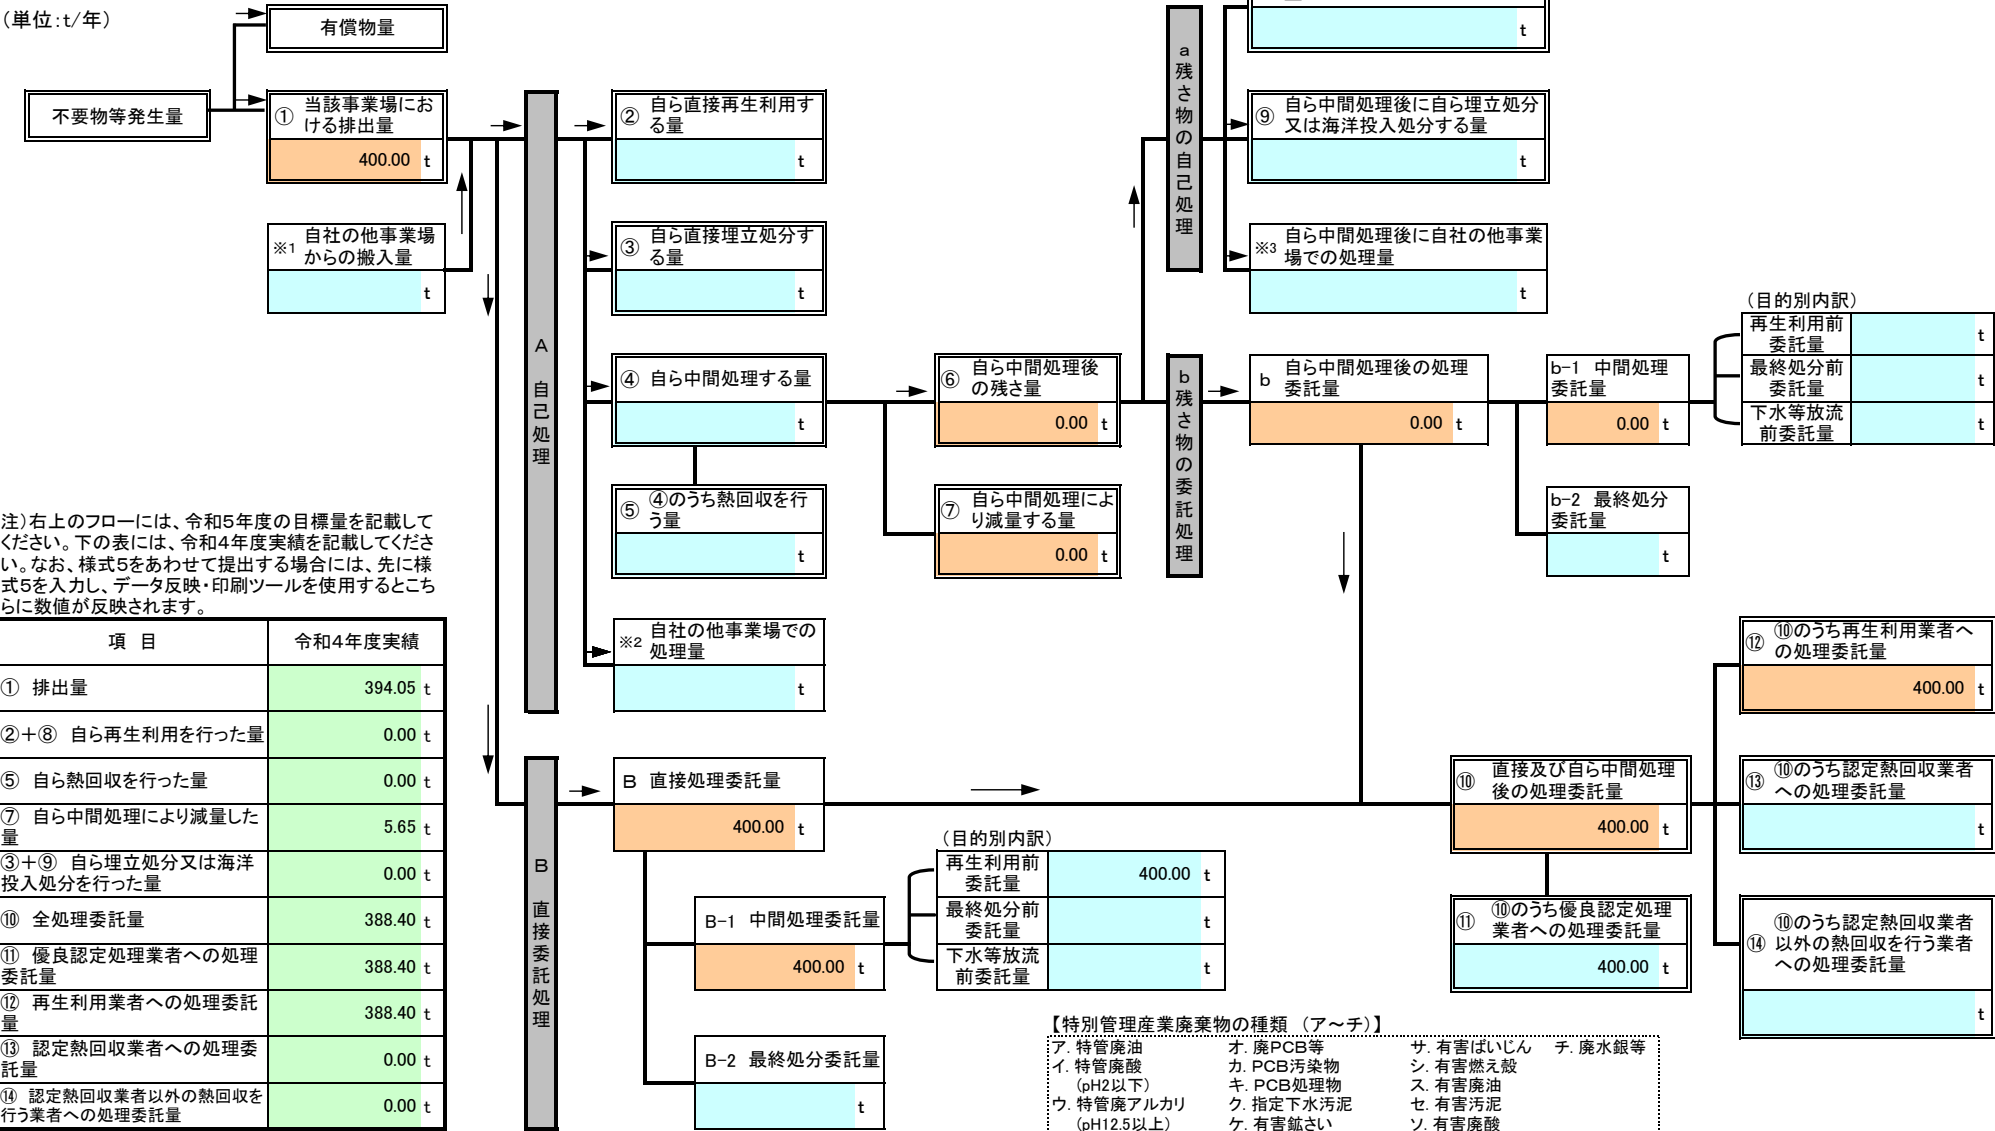 （単位:t/年）
有償物量
不要物等発生量
① 当該事業場にお
ける排出量
400.00 t
※1 自社の他事業場
からの搬入量
t
A 自己処理
② 自ら直接再生利用す
る量
t
③ 自ら直接埋立処分す
る量
t
④ 自ら中間処理する量
t
⑤ ④のうち熱回収を行
う量
t
※2 自社の他事業場での
処理量
t
⑥ 自ら中間処理後
の残さ量
0.00 t
⑦ 自ら中間処理によ
り減量する量
0.00 t
a 残さ物の自己処理
t
⑨ 自ら中間処理後に自ら埋立処分
又は海洋投入処分する量
t
※3 自ら中間処理後に自社の他事業
場での処理量
t
b 残さ物の委託処理
b 自ら中間処理後の処理
委託量
0.00 t
b-1 中間処理
委託量
0.00 t
b-2 最終処分
委託量
t
（目的別内訳）
再生利用前
委託量
t
最終処分前
委託量
t
下水等放流
前委託量
t
注）右上のフローには、令和5年度の目標量を記載して
ください。下の表には、令和4年度実績を記載してくださ
い。なお、様式5をあわせて提出する場合には、先に様
式5を入力し、データ反映・印刷ツールを使用するとこち
らに数値が反映されます。
項 目 令和4年度実績
① 排出量 394.05 t
②＋⑧ 自ら再生利用を行った量 0.00 t
⑤ 自ら熱回収を行った量 0.00 t
⑦ 自ら中間処理により減量した
量 5.65 t
③＋⑨ 自ら埋立処分又は海洋
投入処分を行った量 0.00 t
⑩ 全処理委託量 388.40 t
⑪ 優良認定処理業者への処理
委託量 388.40 t
⑫ 再生利用業者への処理委託
量 388.40 t
⑬ 認定熱回収業者への処理委
託量 0.00 t
⑭ 認定熱回収業者以外の熱回収を
行う業者への処理委託量 0.00 t
B 直接委託処理
B 直接処理委託量
400.00 t
B-1 中間処理委託量
400.00 t
B-2 最終処分委託量
t
（目的別内訳）
再生利用前
委託量
400.00 t
最終処分前
委託量
t
下水等放流
前委託量
t
⑩ 直接及び自ら中間処理
後の処理委託量
400.00 t
⑪ ⑩のうち優良認定処理
業者への処理委託量
400.00 t
⑫ ⑩のうち再生利用業者へ
の処理委託量
400.00 t
⑬ ⑩のうち認定熱回収業者
への処理委託量
t
⑭ ⑩のうち認定熱回収業者
以外の熱回収を行う業者
への処理委託量
t
【特別管理産業廃棄物の種類 （ア～チ）】
ア. 特管廃油 オ. 廃PCB等 サ. 有害ばいじん チ. 廃水銀等
イ. 特管廃酸 カ. PCB汚染物 シ. 有害燃え殻
（pH2以下） キ. PCB処理物 ス. 有害廃油
ウ. 特管廃アルカリ ク. 指定下水汚泥 セ. 有害汚泥
（pH12.5以上） ケ. 有害鉱さい ソ. 有害廃酸